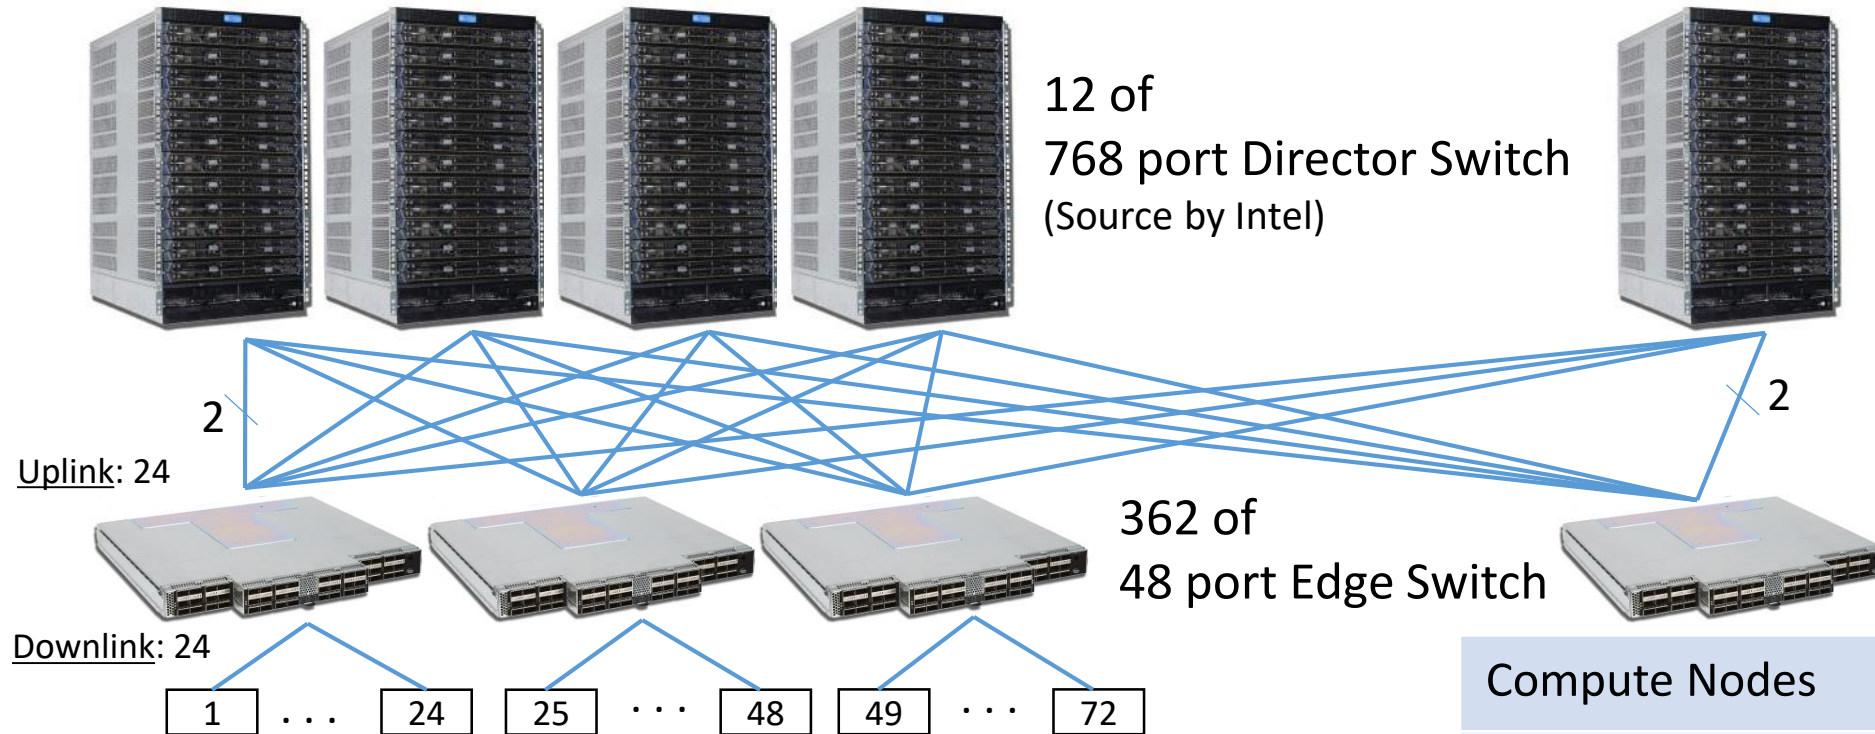 12 of
768 port Director Switch
(Source by Intel)
2
2
Uplink: 24
362 of
48 port Edge Switch
Downlink: 24
Compute Nodes
1 . . . 24 25 . . . 48 49 . . . 72